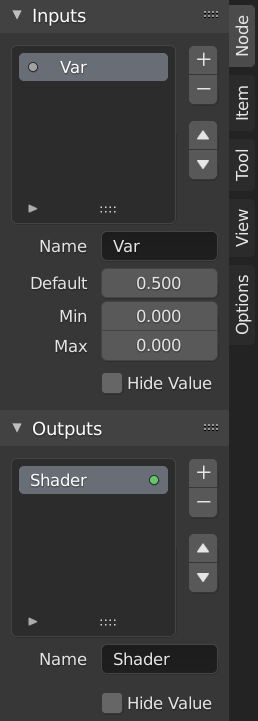 Inputs
Var
Name Var
Default 0.500
Min 0.000
Max 0.000
Hide Value
Outputs
Shader
Name Shader
Hide Value
Node
Item
Tool
View
Options